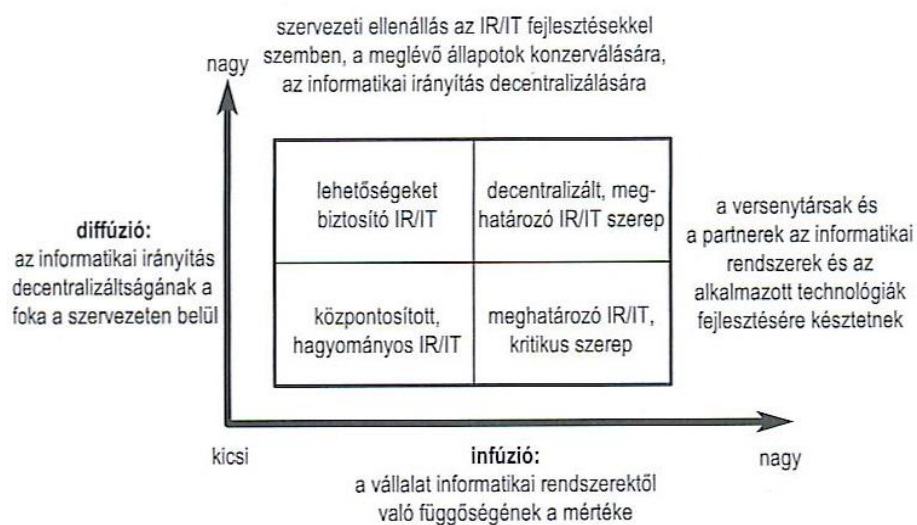 szervezeti ellenállás az IR/IT fejlesztésekkel
szemben, a meglévő állapotok konzerválására,
az informatikai irányítás decentralizálására
nagy
lehetőségeket
biztosító IR/IT
decentralizált, meg-
határozó IR/IT szerep
diffúzió:
az informatikai irányítás
decentralizáltságának a
foka a szervezeten belül
a versenytársak és
a partnerek az informatikai
rendszerek és az
alkalmazott technológiák
fejlesztésére késztetnek
központosított,
hagyományos IR/IT
meghatározó IR/IT,
kritikus szerep
kicsi
infúzió:
nagy
a vállalat informatikai rendszerektől
való függőségének a mértéke